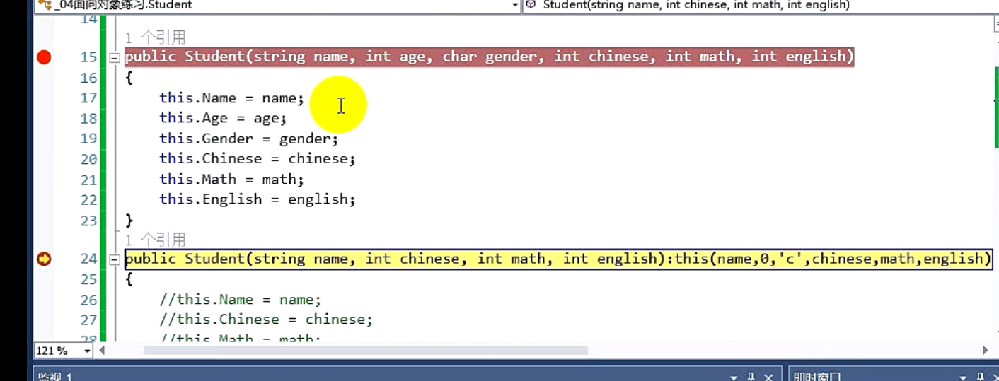 _04面向对象练习.Student
Student(string name, int chinese, int math, int english)
14
1 个引用
15 public Student(string name, int age, char gender, int chinese, int math, int english)
16 {
17 this.Name = name;
18 this.Age = age;
19 this.Gender = gender;
20 this.Chinese = chinese;
21 this.Math = math;
22 this.English = english;
23 }
1 个引用
24 public Student(string name, int chinese, int math, int english):this(name,0,'c',chinese,math,english)
25 {
26 //this.Name = name;
27 //this.Chinese = chinese;
28 //this.Math = math;
121 %
监视 1
即时窗口